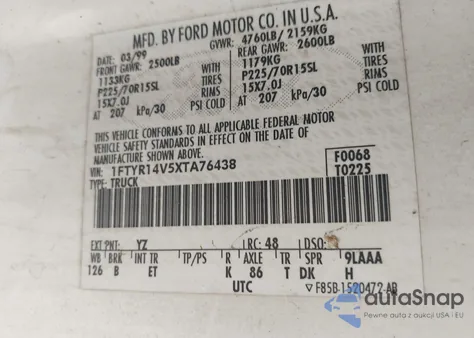 MFD. BY FORD MOTOR CO. IN U.S.A.
DATE: 03/99 GVWR: 4760LB/ 2159KG
FRONT GAWR: 2500LB REAR GAWR: 2600LB
1133KG WITH 1179KG WITH
P225/70R15SL TIRES P225/70R15SL TIRES
15X7.0J RIMS 15X7.0J RIMS
AT 207 kPa/30 PSI COLD AT 207 kPa/30 PSI COLD
THIS VEHICLE CONFORMS TO ALL APPLICABLE FEDERAL MOTOR
VEHICLE SAFETY STANDARDS IN EFFECT ON THE DATE OF
MANUFACTURE SHOWN ABOVE.
VIN: 1FTYR14V5XTA76438 F0068
TYPE: TRUCK T0225
EXT PNT: YZ RC: 48 DSO:
WB BRK INT TR TP/PS R AXLE TR SPR 9LAAA
126 B ET K 86 T DK H
UTC ▽F85B-1520472-AB
autoSnap
Pewne auta z aukcji USA i EU